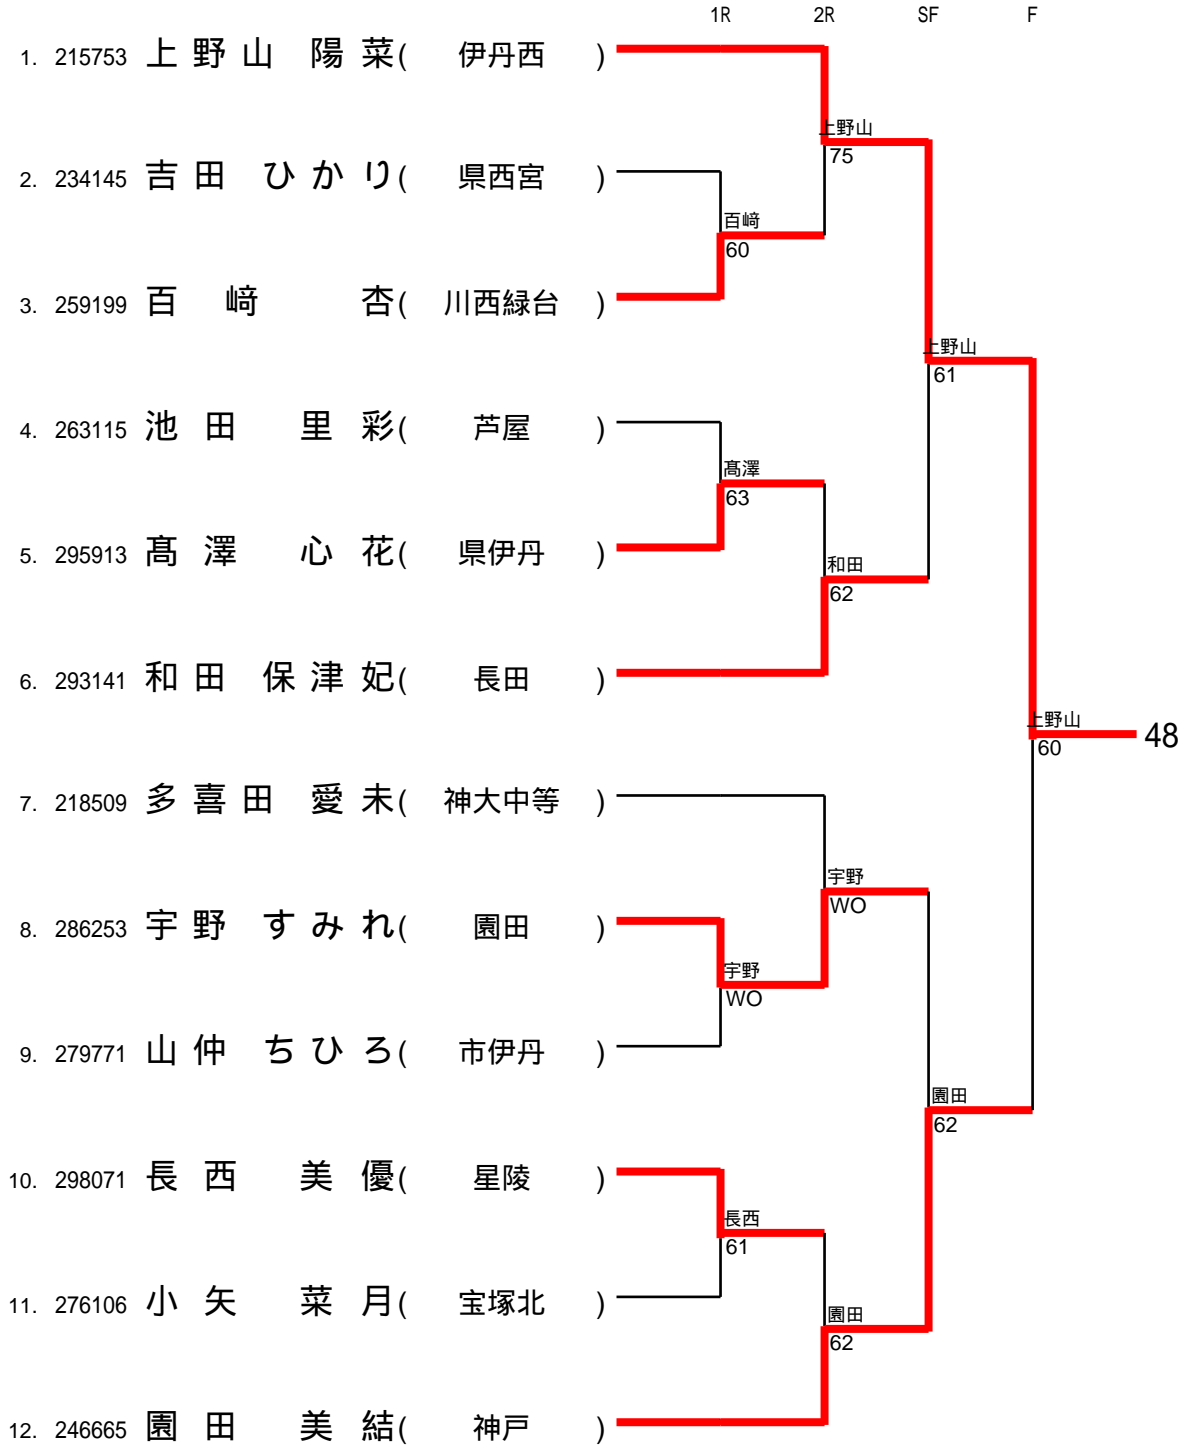 1R 2R SF F
1. 215753 上野山 陽菜( 伊丹西 )
上野山
75
2. 234145 吉田 ひかり( 県西宮 )
百﨑
60
3. 259199 百﨑 杏( 川西緑台 )
上野山
61
4. 263115 池田 里彩( 芦屋 )
髙澤
63
5. 295913 髙澤 心花( 県伊丹 )
和田
62
6. 293141 和田 保津妃( 長田 )
上野山
60
48
7. 218509 多喜田 愛未( 神大中等 )
宇野
WO
8. 286253 宇野 すみれ( 園田 )
宇野
WO
9. 279771 山仲 ちひろ( 市伊丹 )
園田
62
10. 298071 長西 美優( 星陵 )
長西
61
11. 276106 小矢 菜月( 宝塚北 )
園田
62
12. 246665 園田 美結( 神戸 )